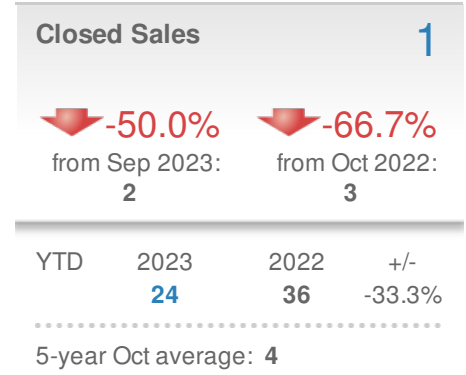 Closed Sales 1
-50.0% -66.7%
from Sep 2023: from Oct 2022:
2 3
YTD 2023 2022 +/-
24 36 -33.3%
5-year Oct average: 4